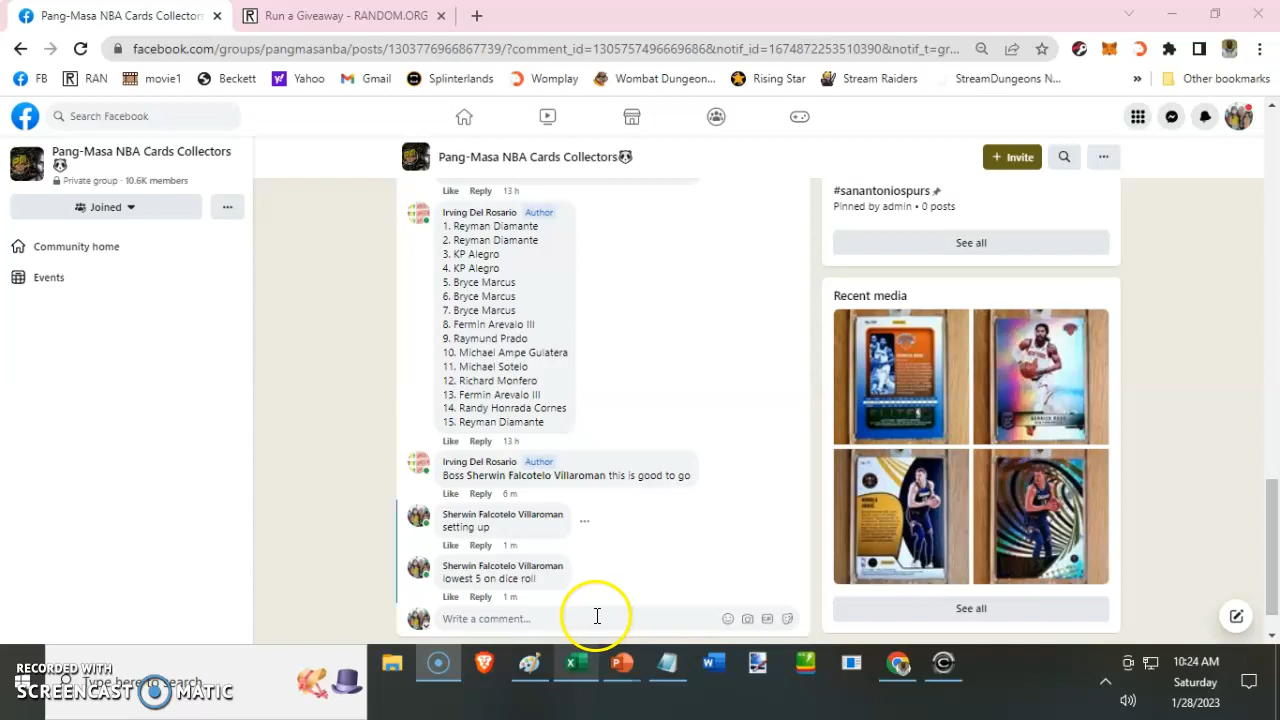 Pang-Masa NBA Cards Collectors
Run a Giveaway - RANDOM.ORG
facebook.com/groups/pangmasanba/posts/1303776966867739/?comment_id=1305757496669686&notif_id=1674872253510390&notif_t=gr...
FB
RAN
movie1
Beckett
Yahoo
Gmail
Splinterlands
Womplay
Wombat Dungeon...
Rising Star
Stream Raiders
StreamDungeons N...
»
Other bookmarks
Search Facebook
Pang-Masa NBA Cards Collectors
Private group · 10.6K members
Joined
Community home
Events
Pang-Masa NBA Cards Collectors
+ Invite
Like Reply 13 h
Irving Del Rosario Author
1. Reyman Diamante
2. Reyman Diamante
3. KP Alegro
4. KP Alegro
5. Bryce Marcus
6. Bryce Marcus
7. Bryce Marcus
8. Fermin Arevalo III
9. Raymund Prado
10. Michael Ampe Gulatera
11. Michael Sotelo
12. Richard Monfero
13. Fermin Arevalo III
14. Randy Honrada Cornes
15. Reyman Diamante
Like Reply 13 h
Irving Del Rosario Author
Boss Sherwin Falcotelo Villaroman this is good to go
Like Reply 6 m
Sherwin Falcotelo Villaroman
setting up
Like Reply 1 m
Sherwin Falcotelo Villaroman
lowest 5 on dice roll
Like Reply 1 m
Write a comment...
#sanantoniospurs
Pinned by admin • 0 posts
See all
Recent media
See all
RECORDED WITH
SCREENCAST MATIC
Type here to search
10:24 AM
Saturday
1/28/2023